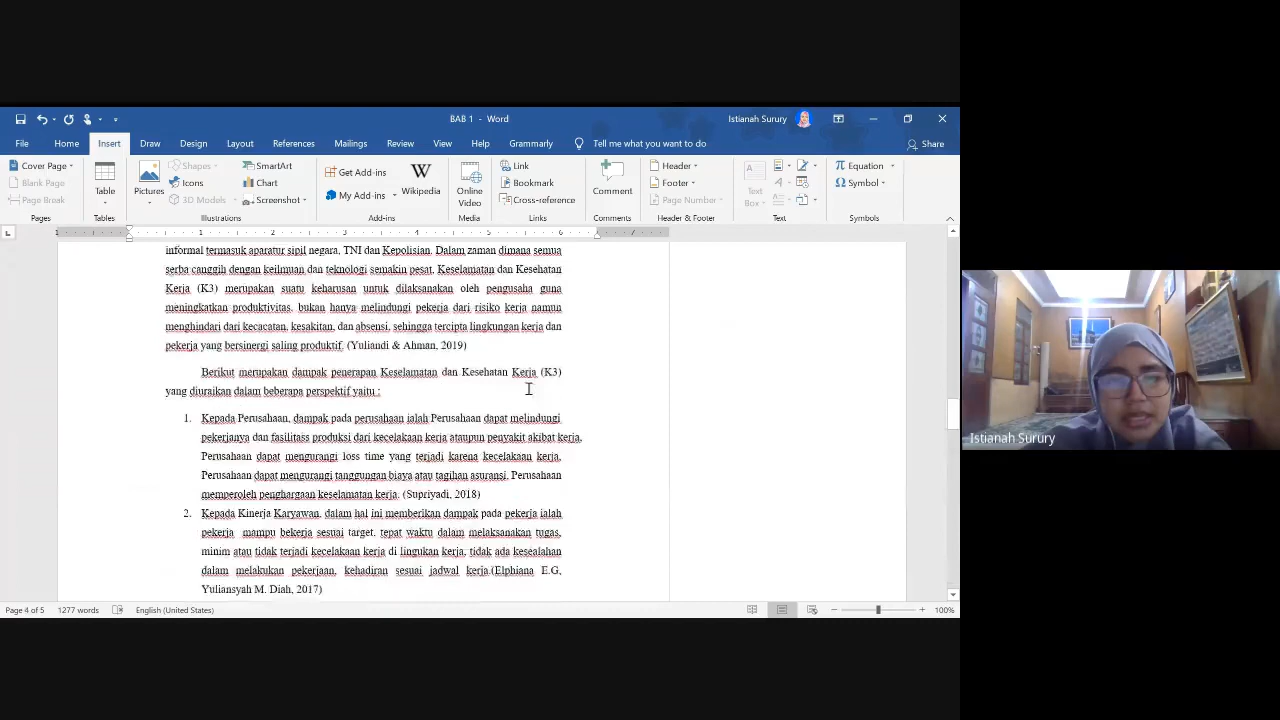 BAB 1 - Word
Istianah Surury
File Home Insert Draw Design Layout References Mailings Review View Help Grammarly Tell me what you want to do Share
Cover Page
Blank Page
Page Break
Pages
Table
Tables
Pictures
Shapes
Icons
3D Models
SmartArt
Chart
Screenshot
Illustrations
Get Add-ins
My Add-ins
Wikipedia
Add-ins
Online
Video
Media
Link
Bookmark
Cross-reference
Links
Comment
Comments
Header
Footer
Page Number
Header & Footer
Text
Box
Text
Equation
Symbol
Symbols
1 1 2 3 4 5 6 7
informal termasuk aparatur sipil negara, TNI dan Kepolisian. Dalam zaman dimana semua
serba canggih dengan keilmuan dan teknologi semakin pesat, Keselamatan dan Kesehatan
Kerja (K3) merupakan suatu keharusan untuk dilaksanakan oleh pengusaha guna
meningkatkan produktivitas, bukan hanya melindungi pekerja dari risiko kerja namun
menghindari dari kecacatan, kesakitan, dan absensi, sehingga tercipta lingkungan kerja dan
pekerja yang bersinergi saling produktif. (Yuliandi & Ahman, 2019)
Berikut merupakan dampak penerapan Keselamatan dan Kesehatan Kerja (K3)
yang diuraikan dalam beberapa perspektif yaitu :
1. Kepada Perusahaan, dampak pada perusahaan ialah Perusahaan dapat melindungi
pekerjanya dan fasilitass produksi dari kecelakaan kerja ataupun penyakit akibat kerja,
Perusahaan dapat mengurangi loss time yang terjadi karena kecelakaan kerja,
Perusahaan dapat mengurangi tanggungan biaya atau tagihan asuransi, Perusahaan
memperoleh penghargaan keselamatan kerja. (Supriyadi, 2018)
2. Kepada Kinerja Karyawan, dalam hal ini memberikan dampak pada pekerja ialah
pekerja mampu bekerja sesuai target, tepat waktu dalam melaksanakan tugas,
minim atau tidak terjadi kecelakaan kerja di lingukan kerja, tidak ada kesealahan
dalam melakukan pekerjaan, kehadiran sesuai jadwal kerja.(Elphiana E.G,
Yuliansyah M. Diah, 2017)
Page 4 of 5 1277 words English (United States) 100%
Istianah Surury